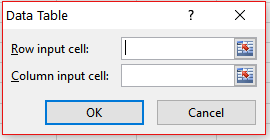 Data Table ?
Row input cell:
Column input cell:
OK Cancel